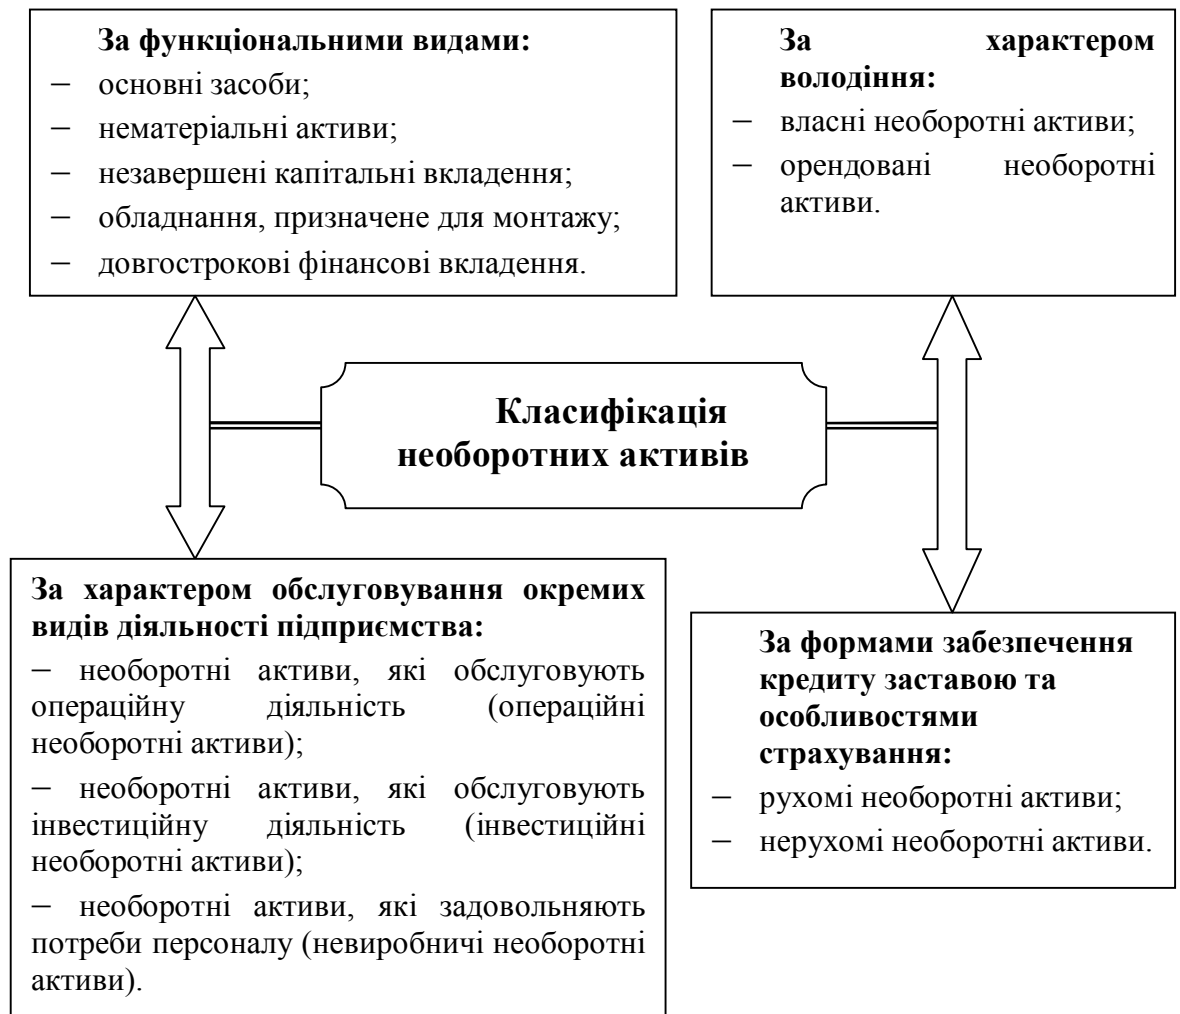 За функціональними видами:
– основні засоби;
– нематеріальні активи;
– незавершені капітальні вкладення;
– обладнання, призначене для монтажу;
– довгострокові фінансові вкладення.
За характером
володіння:
– власні необоротні активи;
– орендовані необоротні
активи.
Класифікація
необоротних активів
За характером обслуговування окремих
видів діяльності підприємства:
– необоротні активи, які обслуговують
операційну діяльність (операційні
необоротні активи);
– необоротні активи, які обслуговують
інвестиційну діяльність (інвестиційні
необоротні активи);
– необоротні активи, які задовольняють
потреби персоналу (невиробничі необоротні
активи).
За формами забезпечення
кредиту заставою та
особливостями
страхування:
– рухомі необоротні активи;
– нерухомі необоротні активи.